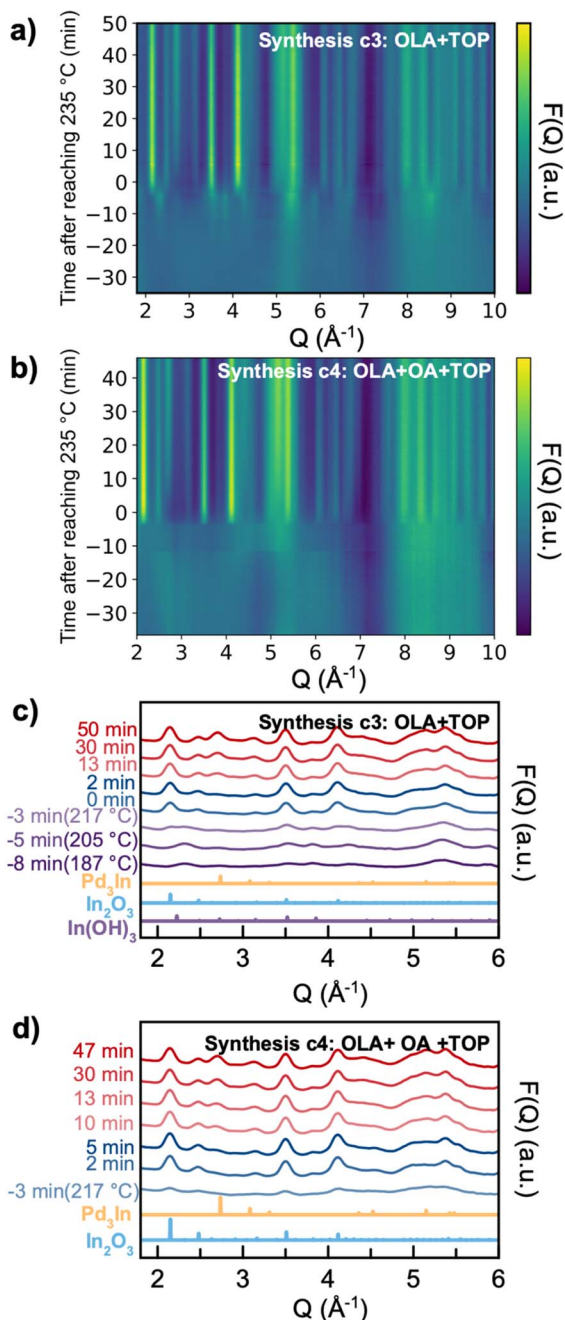 a)
Synthesis c3: OLA+TOP
Time after reaching 235 °C (min)
50
40
30
20
10
0
−10
−20
−30
2 3 4 5 6 7 8 9 10
Q (Å⁻¹)
F(Q) (a.u.)
b)
Synthesis c4: OLA+OA+TOP
Time after reaching 235 °C (min)
40
30
20
10
0
−10
−20
−30
2 3 4 5 6 7 8 9 10
Q (Å⁻¹)
F(Q) (a.u.)
c)
Synthesis c3: OLA+TOP
50 min
30 min
13 min
2 min
0 min
-3 min(217 °C)
-5 min(205 °C)
-8 min(187 °C)
Pd₃In
In₂O₃
In(OH)₃
2 3 4 5 6
Q (Å⁻¹)
F(Q) (a.u.)
d)
Synthesis c4: OLA+ OA +TOP
47 min
30 min
13 min
10 min
5 min
2 min
-3 min(217 °C)
Pd₃In
In₂O₃
2 3 4 5 6
Q (Å⁻¹)
F(Q) (a.u.)